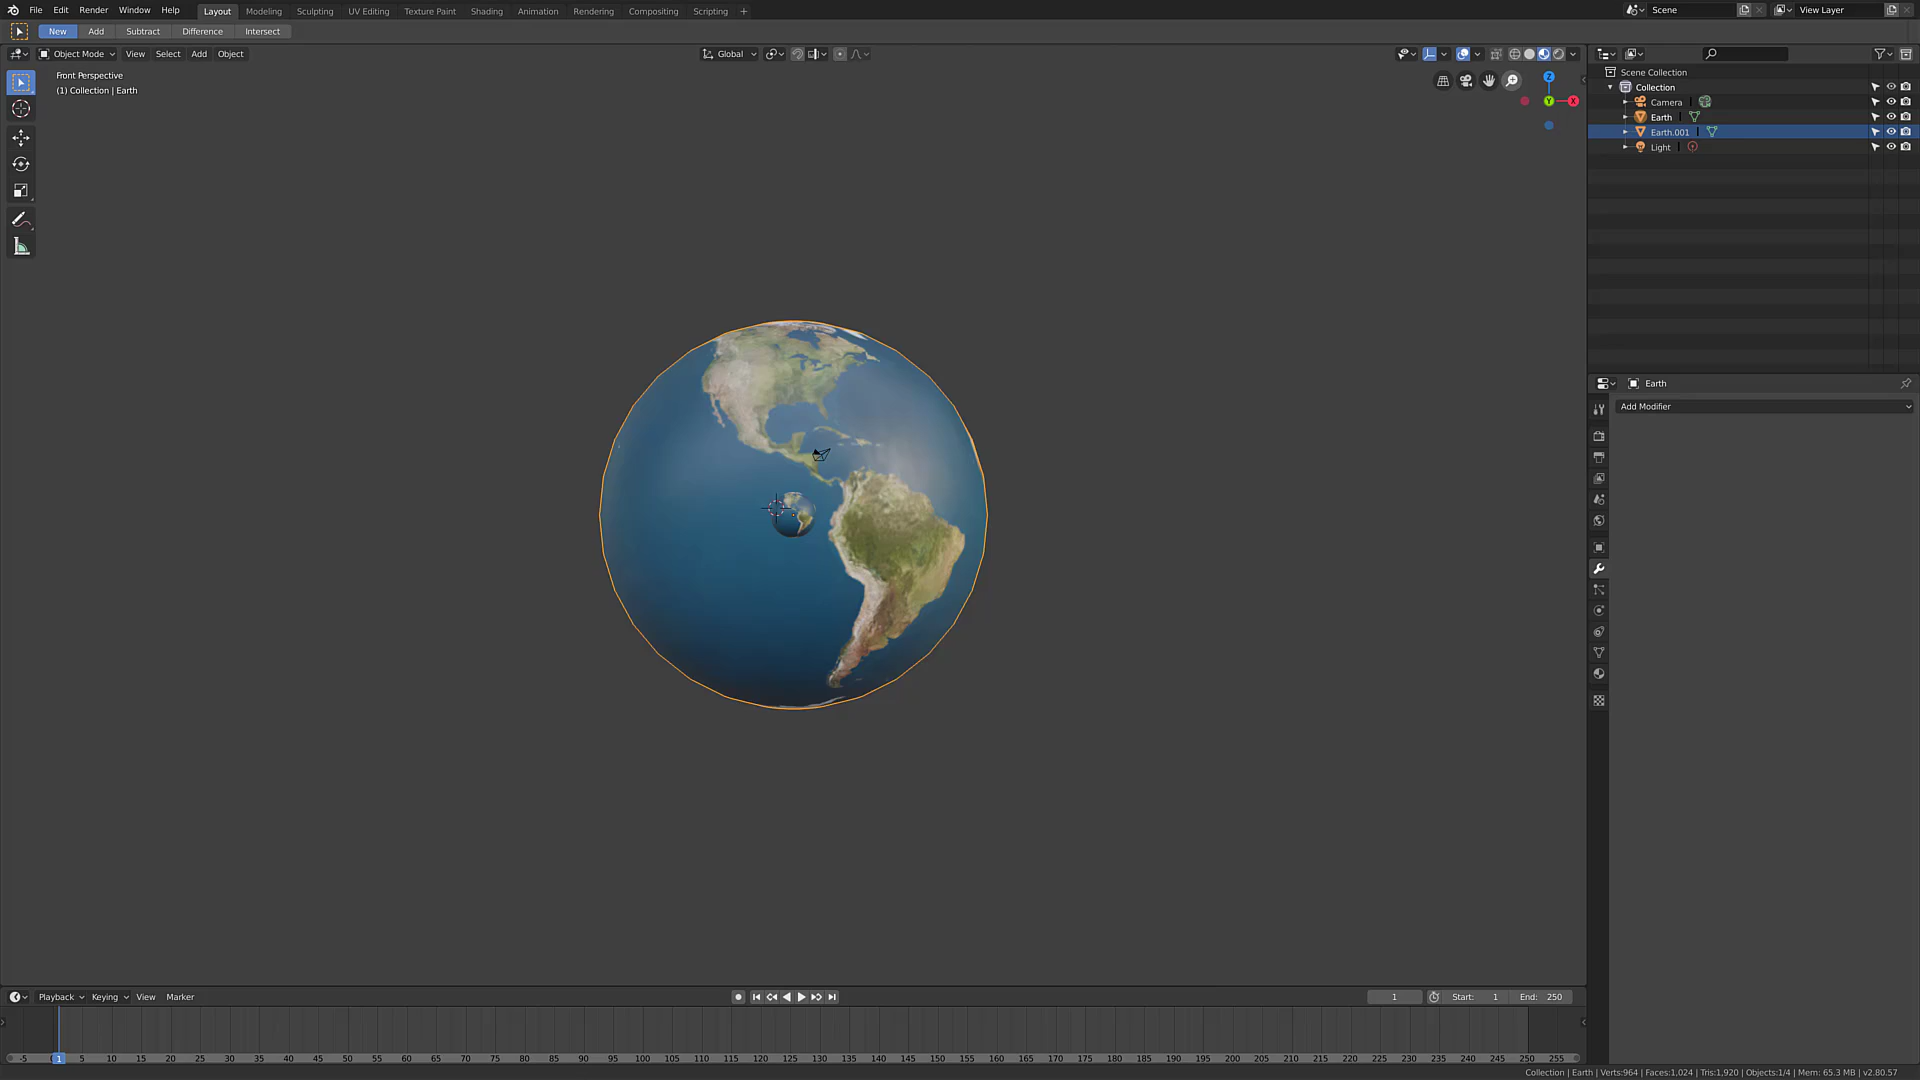 File Edit Render Window Help Layout Modeling Sculpting UV Editing Texture Paint Shading Animation Rendering Compositing Scripting + Scene View Layer
New Add Subtract Difference Intersect
Object Mode View Select Add Object Global
Front Perspective
(1) Collection | Earth
Z
Y
X
Scene Collection
Collection
Camera
Earth
Earth.001
Light
Earth
Add Modifier
Playback Keying View Marker 1 Start: 1 End: 250
-5 1 5 10 15 20 25 30 35 40 45 50 55 60 65 70 75 80 85 90 95 100 105 110 115 120 125 130 135 140 145 150 155 160 165 170 175 180 185 190 195 200 205 210 215 220 225 230 235 240 245 250 255
Collection | Earth | Verts:964 | Faces:1,024 | Tris:1,920 | Objects:1/4 | Mem: 65.3 MB | v2.80.57